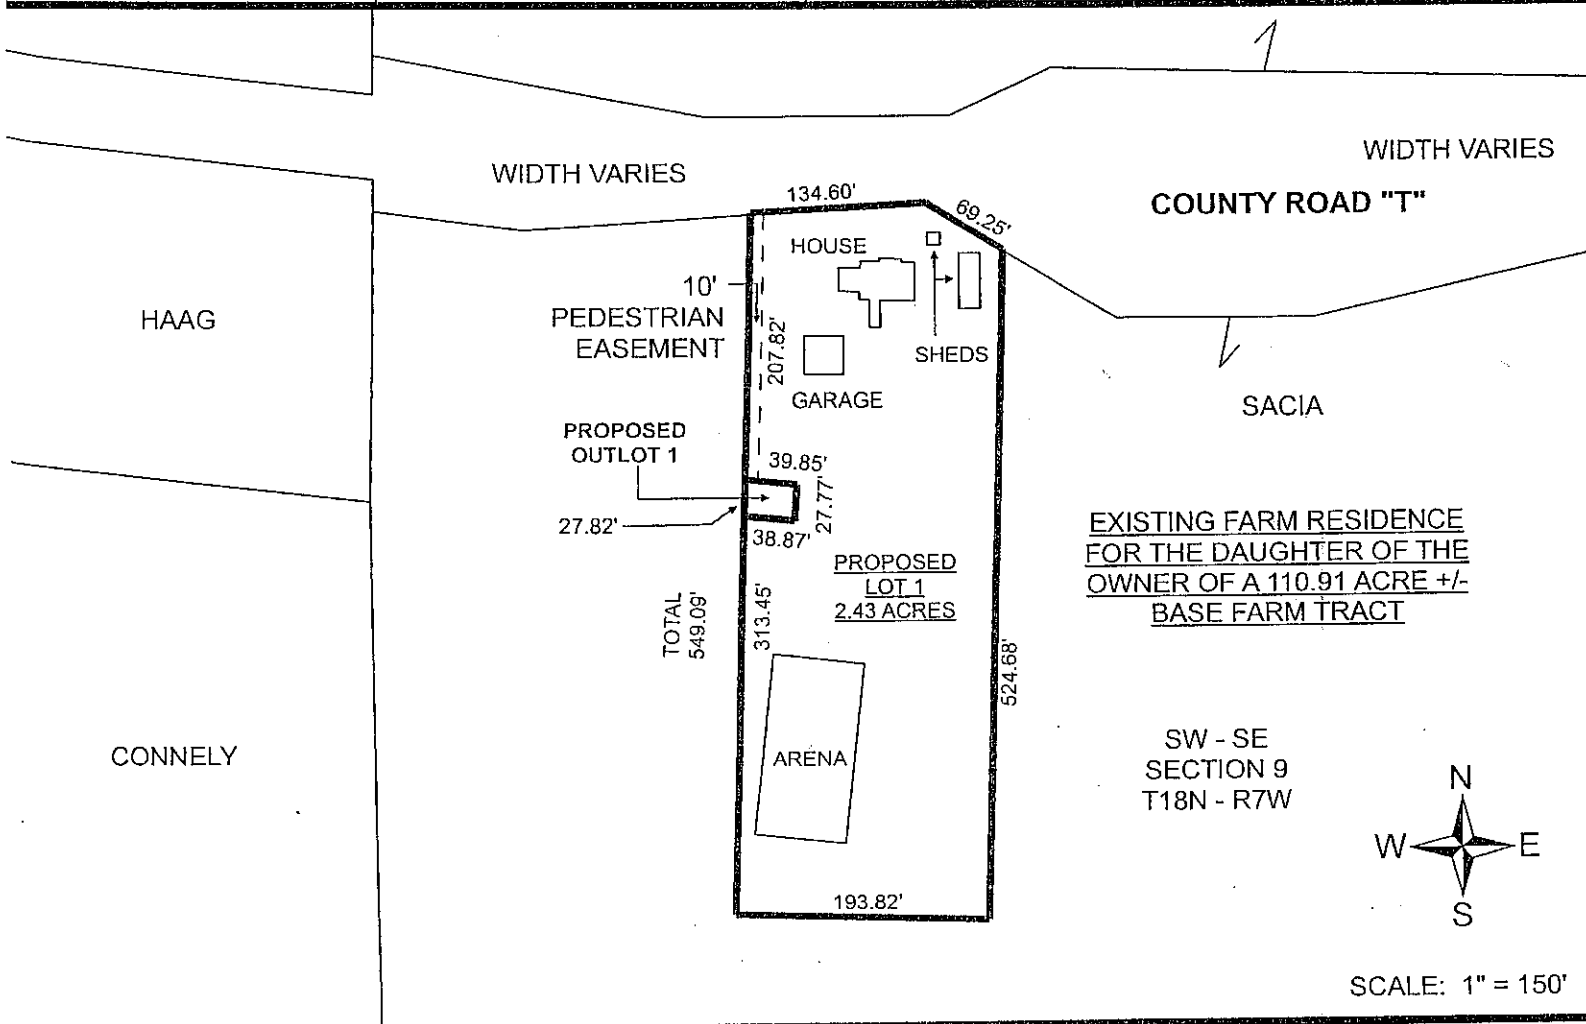 WIDTH VARIES
WIDTH VARIES
COUNTY ROAD "T"
134.60'
69.25'
HOUSE
10'
PEDESTRIAN
EASEMENT
207.82'
SHEDS
HAAG
GARAGE
SACIA
PROPOSED
OUTLOT 1
39.85'
27.77'
27.82'
38.87'
EXISTING FARM RESIDENCE
FOR THE DAUGHTER OF THE
OWNER OF A 110.91 ACRE +/-
BASE FARM TRACT
PROPOSED
LOT 1
2.43 ACRES
TOTAL
549.09'
313.45'
524.68'
CONNELY
ARENA
SW - SE
SECTION 9
T18N - R7W
N
W
E
S
193.82'
SCALE: 1" = 150'